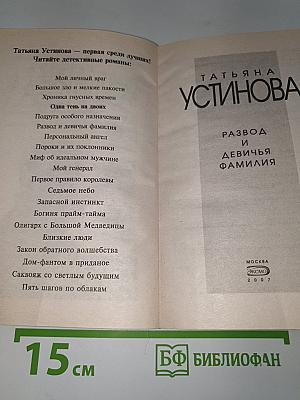 Татьяна Устинова — первая среди лучших!
Читайте детективные романы:
Мой личный враг
Большое зло и мелкие пакости
Хроника гнусных времен
Одна тень на двоих
Подруга особого назначения
Развод и девичья фамилия
Персональный ангел
Пороки и их поклонники
Миф об идеальном мужчине
Мой генерал
Первое правило королевы
Седьмое небо
Запасной инстинкт
Богиня прайм-тайма
Олигарх с Большой Медведицы
Близкие люди
Закон обратного волшебства
Дом-фантом в приданое
Саквояж со светлым будущим
Пять шагов по облакам
ТАТЬЯНА
УСТИНОВА
РАЗВОД
И
ДЕВИЧЬЯ
ФАМИЛИЯ
МОСКВА
ЭКСМО
2007
15 см
БФ БИБЛИОФАН